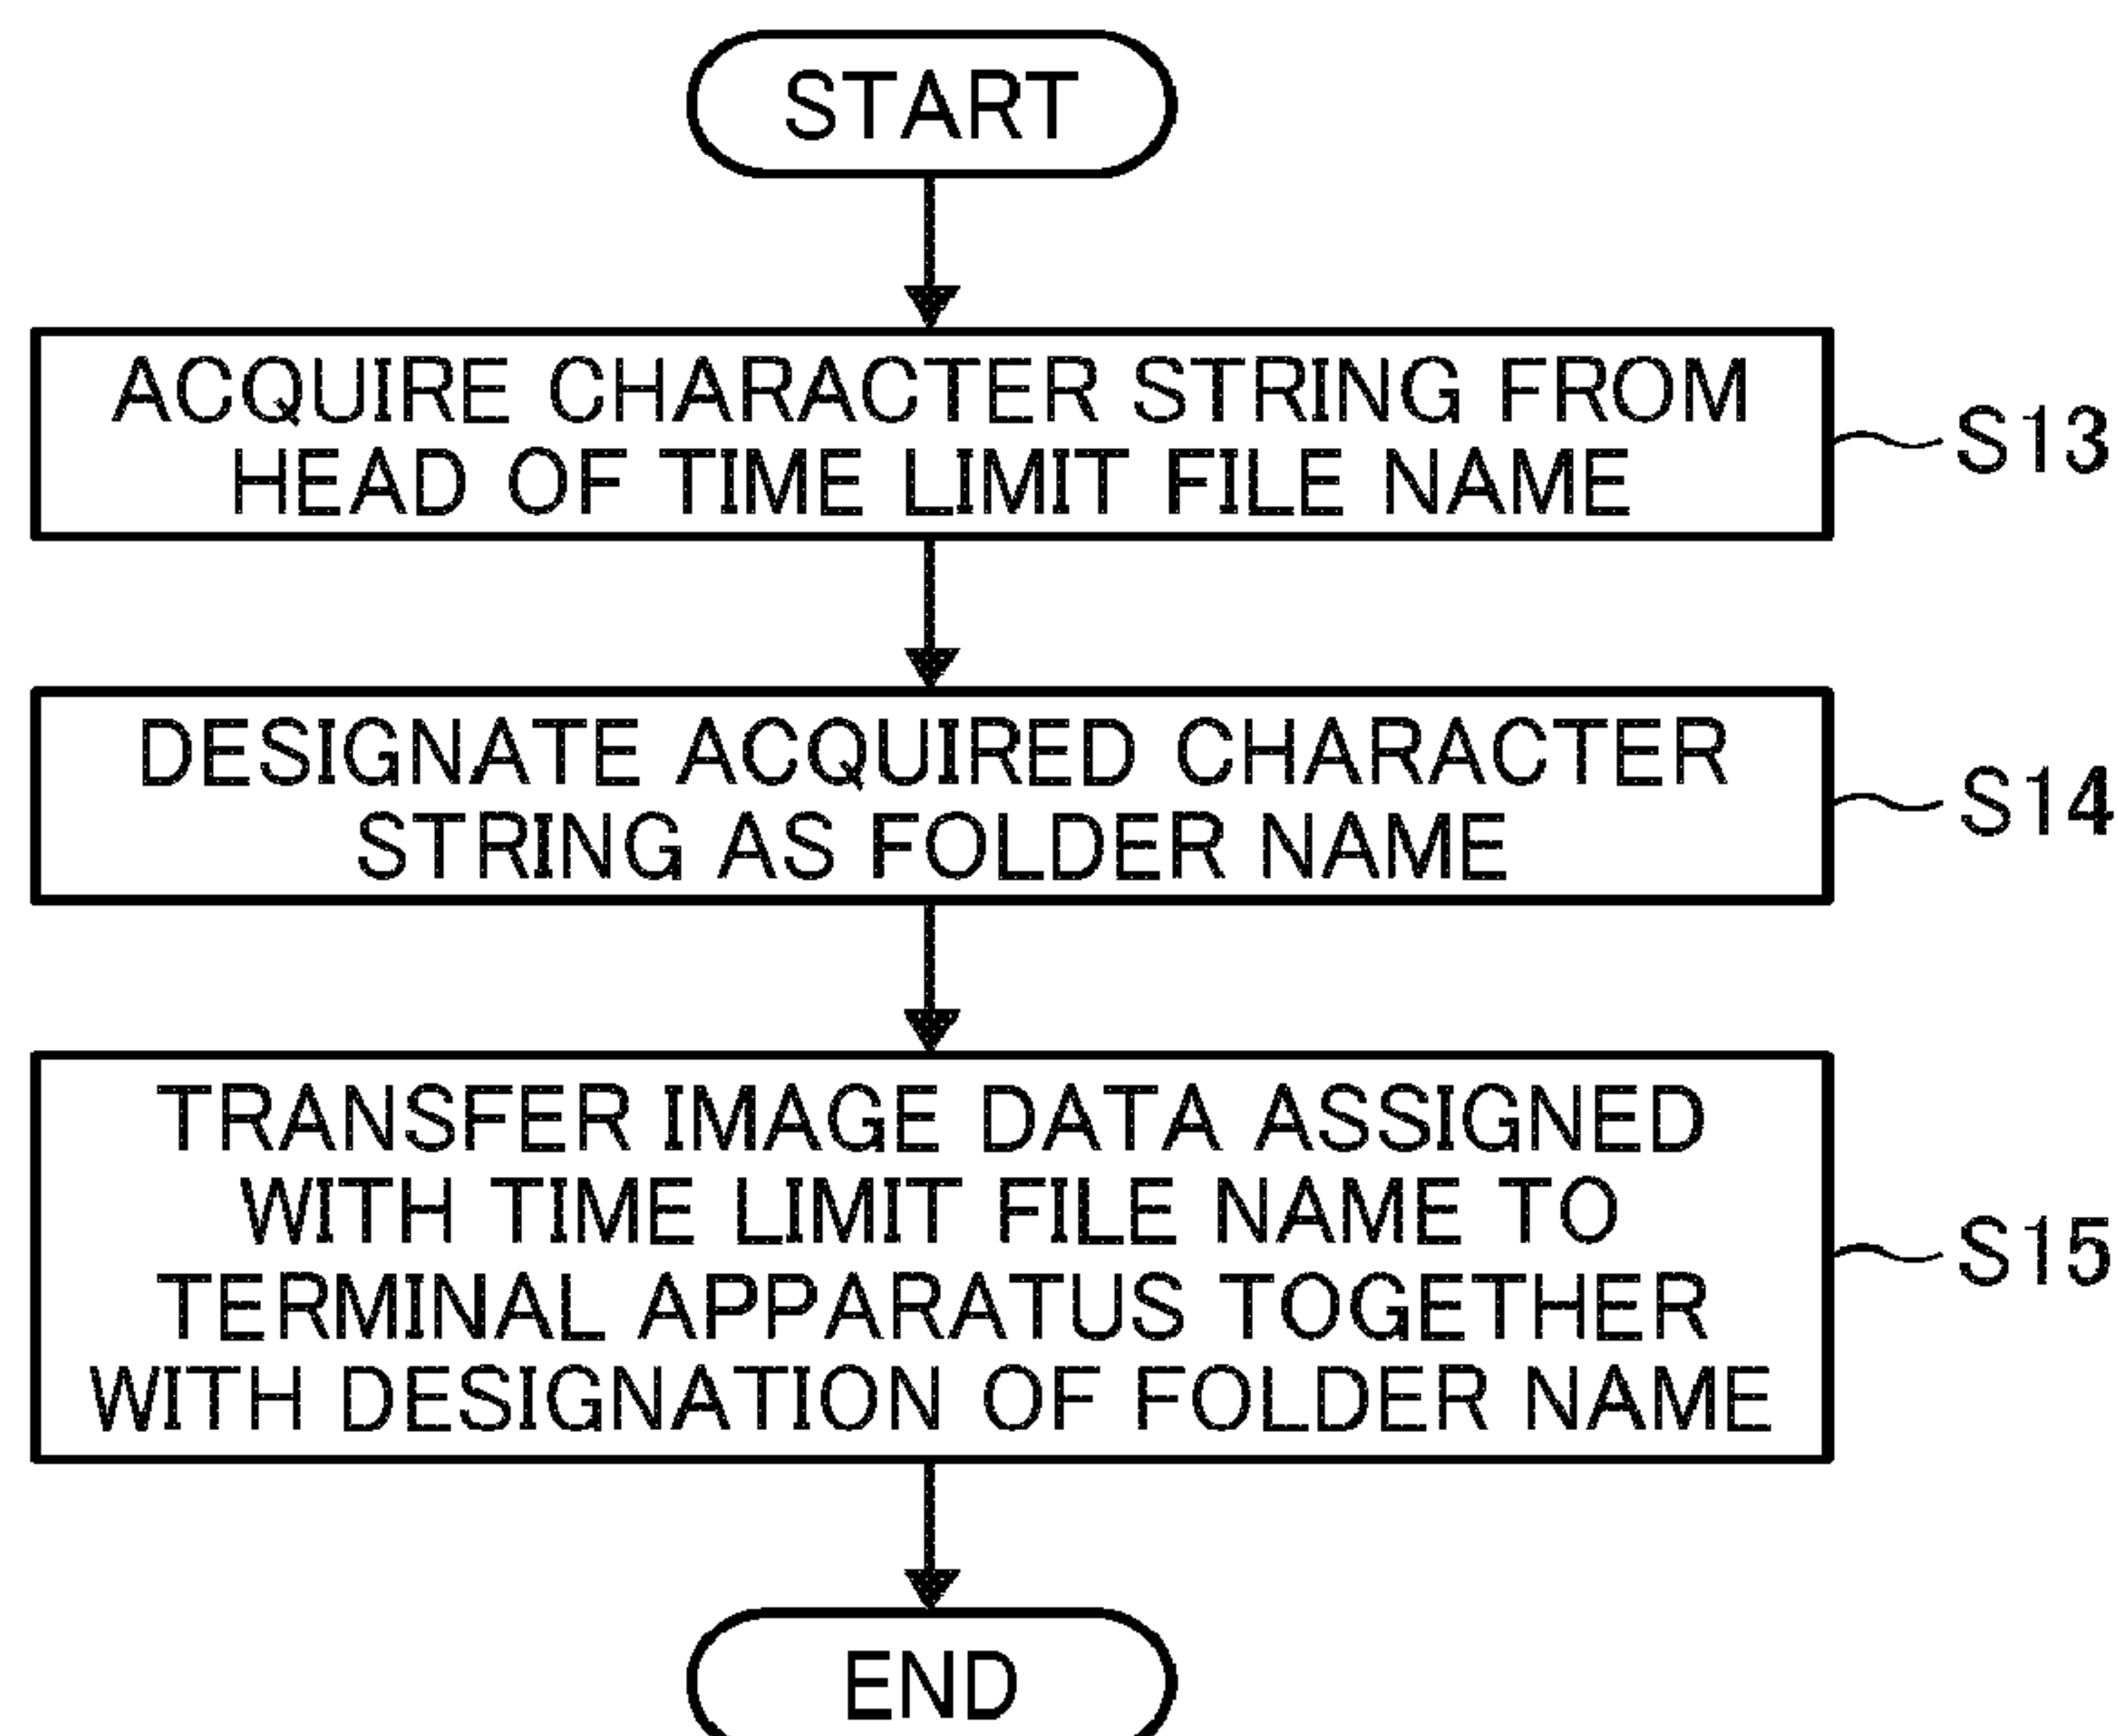 START
ACQUIRE CHARACTER STRING FROM
HEAD OF TIME LIMIT FILE NAME
S13
DESIGNATE ACQUIRED CHARACTER
STRING AS FOLDER NAME
S14
TRANSFER IMAGE DATA ASSIGNED
WITH TIME LIMIT FILE NAME TO
TERMINAL APPARATUS TOGETHER
WITH DESIGNATION OF FOLDER NAME
S15
END